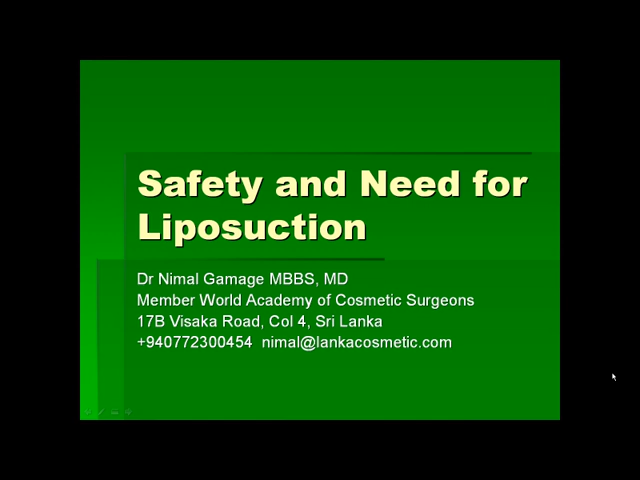 Safety and Need for
Liposuction
Dr Nimal Gamage MBBS, MD
Member World Academy of Cosmetic Surgeons
17B Visaka Road, Col 4, Sri Lanka
+940772300454  nimal@lankacosmetic.com